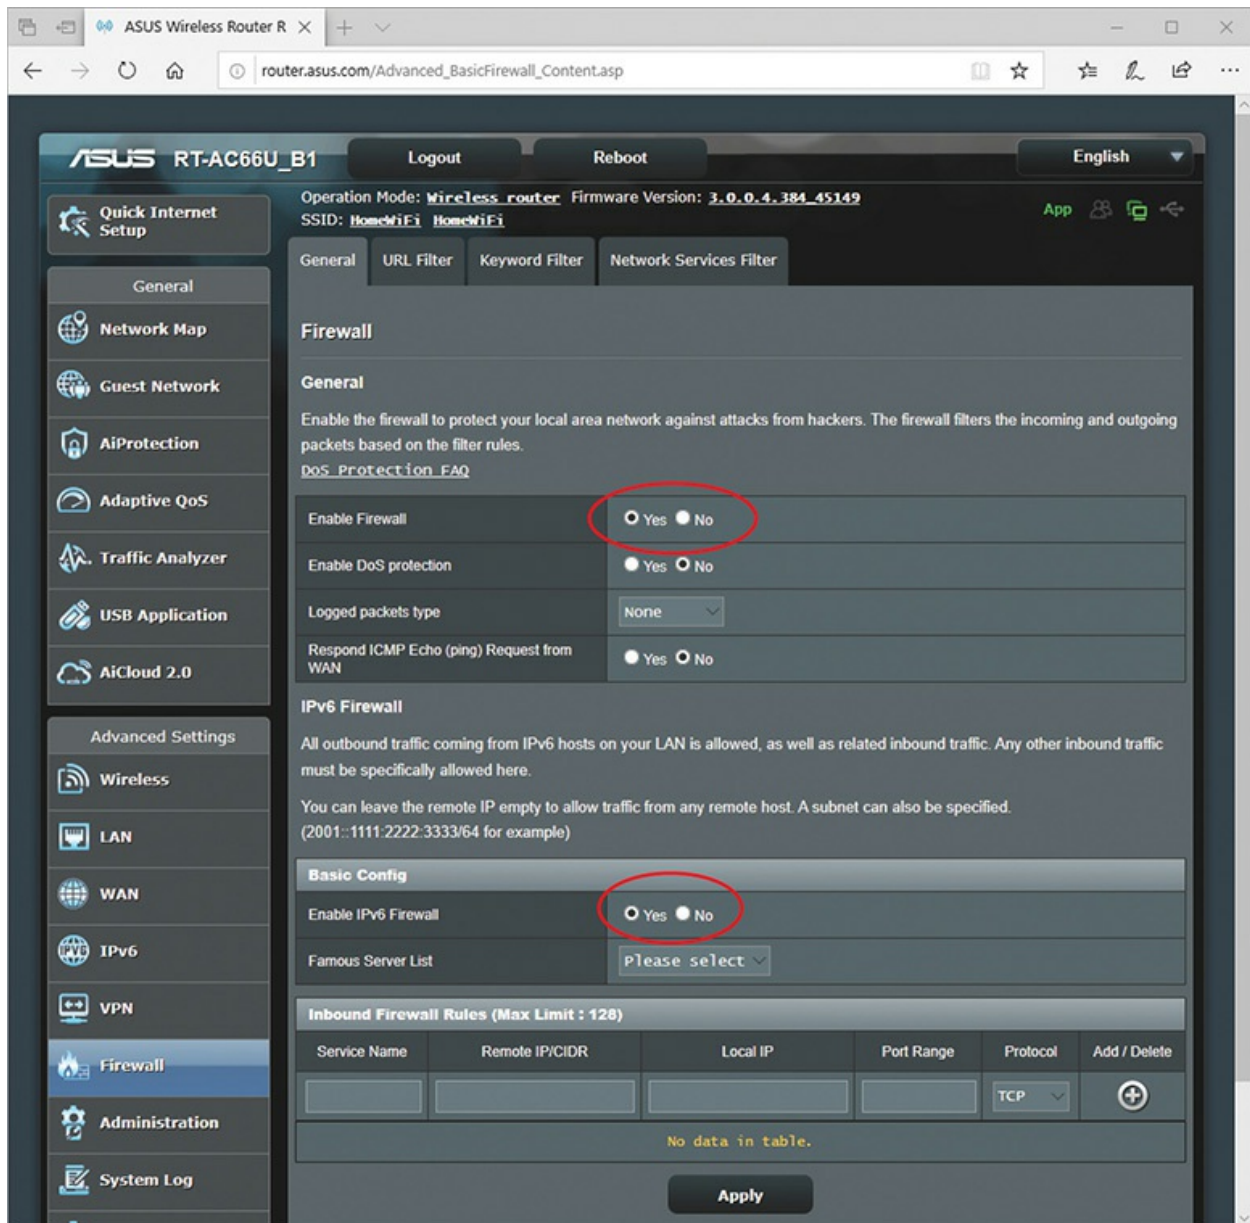 ASUS Wireless Router R
router.asus.com/Advanced_BasicFirewall_Content.asp
ASUS RT-AC66U_B1
Logout
Reboot
English
Quick Internet
Setup
Operation Mode: Wireless router Firmware Version: 3.0.0.4.384_45149
SSID: HomeWiFi HomeWiFi
App
General
URL Filter
Keyword Filter
Network Services Filter
General
Network Map
Guest Network
AiProtection
Adaptive QoS
Traffic Analyzer
USB Application
AiCloud 2.0
Advanced Settings
Wireless
LAN
WAN
IPv6
VPN
Firewall
Administration
System Log
Firewall
General
Enable the firewall to protect your local area network against attacks from hackers. The firewall filters the incoming and outgoing
packets based on the filter rules.
DoS Protection FAQ
Enable Firewall Yes No
Enable DoS protection Yes No
Logged packets type None
Respond ICMP Echo (ping) Request from
WAN
Yes No
IPv6 Firewall
All outbound traffic coming from IPv6 hosts on your LAN is allowed, as well as related inbound traffic. Any other inbound traffic
must be specifically allowed here.
You can leave the remote IP empty to allow traffic from any remote host. A subnet can also be specified.
(2001::1111:2222:3333/64 for example)
Basic Config
Enable IPv6 Firewall Yes No
Famous Server List Please select
Inbound Firewall Rules (Max Limit : 128)
Service Name Remote IP/CIDR Local IP Port Range Protocol Add / Delete
TCP
No data in table.
Apply